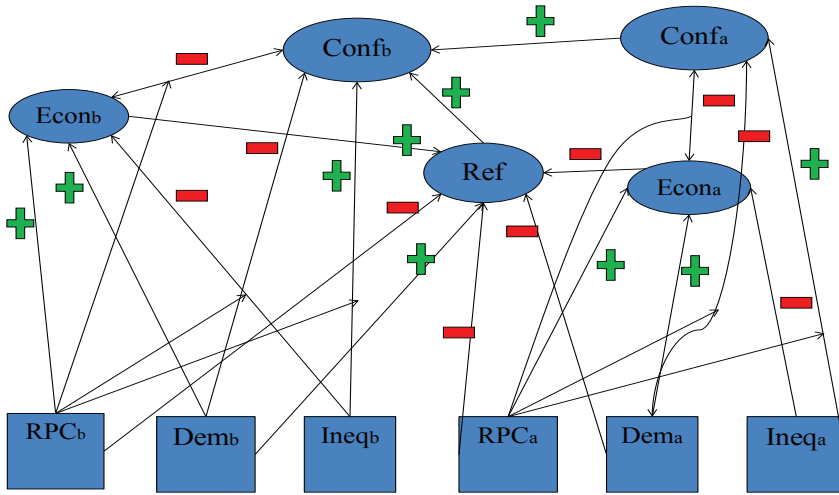 Confb
Confa
Econb
Ref
Econa
RPCb
Demb
Ineqb
RPCa
Dema
Ineqa